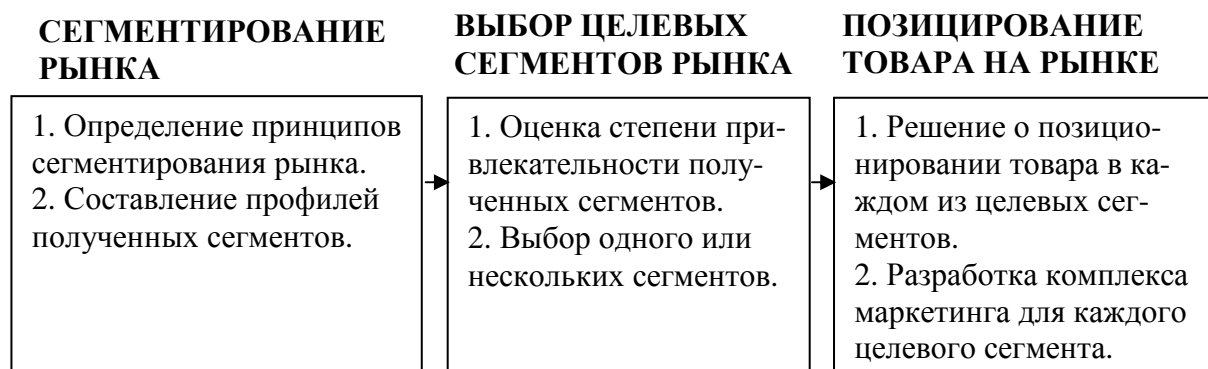 СЕГМЕНТИРОВАНИЕ
РЫНКА
1. Определение принципов
сегментирования рынка.
2. Составление профилей
полученных сегментов.
ВЫБОР ЦЕЛЕВЫХ
СЕГМЕНТОВ РЫНКА
1. Оценка степени при-
влекательности полу-
ченных сегментов.
2. Выбор одного или
нескольких сегментов.
ПОЗИЦИРОВАНИЕ
ТОВАРА НА РЫНКЕ
1. Решение о позицио-
нировании товара в ка-
ждом из целевых сег-
ментов.
2. Разработка комплекса
маркетинга для каждого
целевого сегмента.